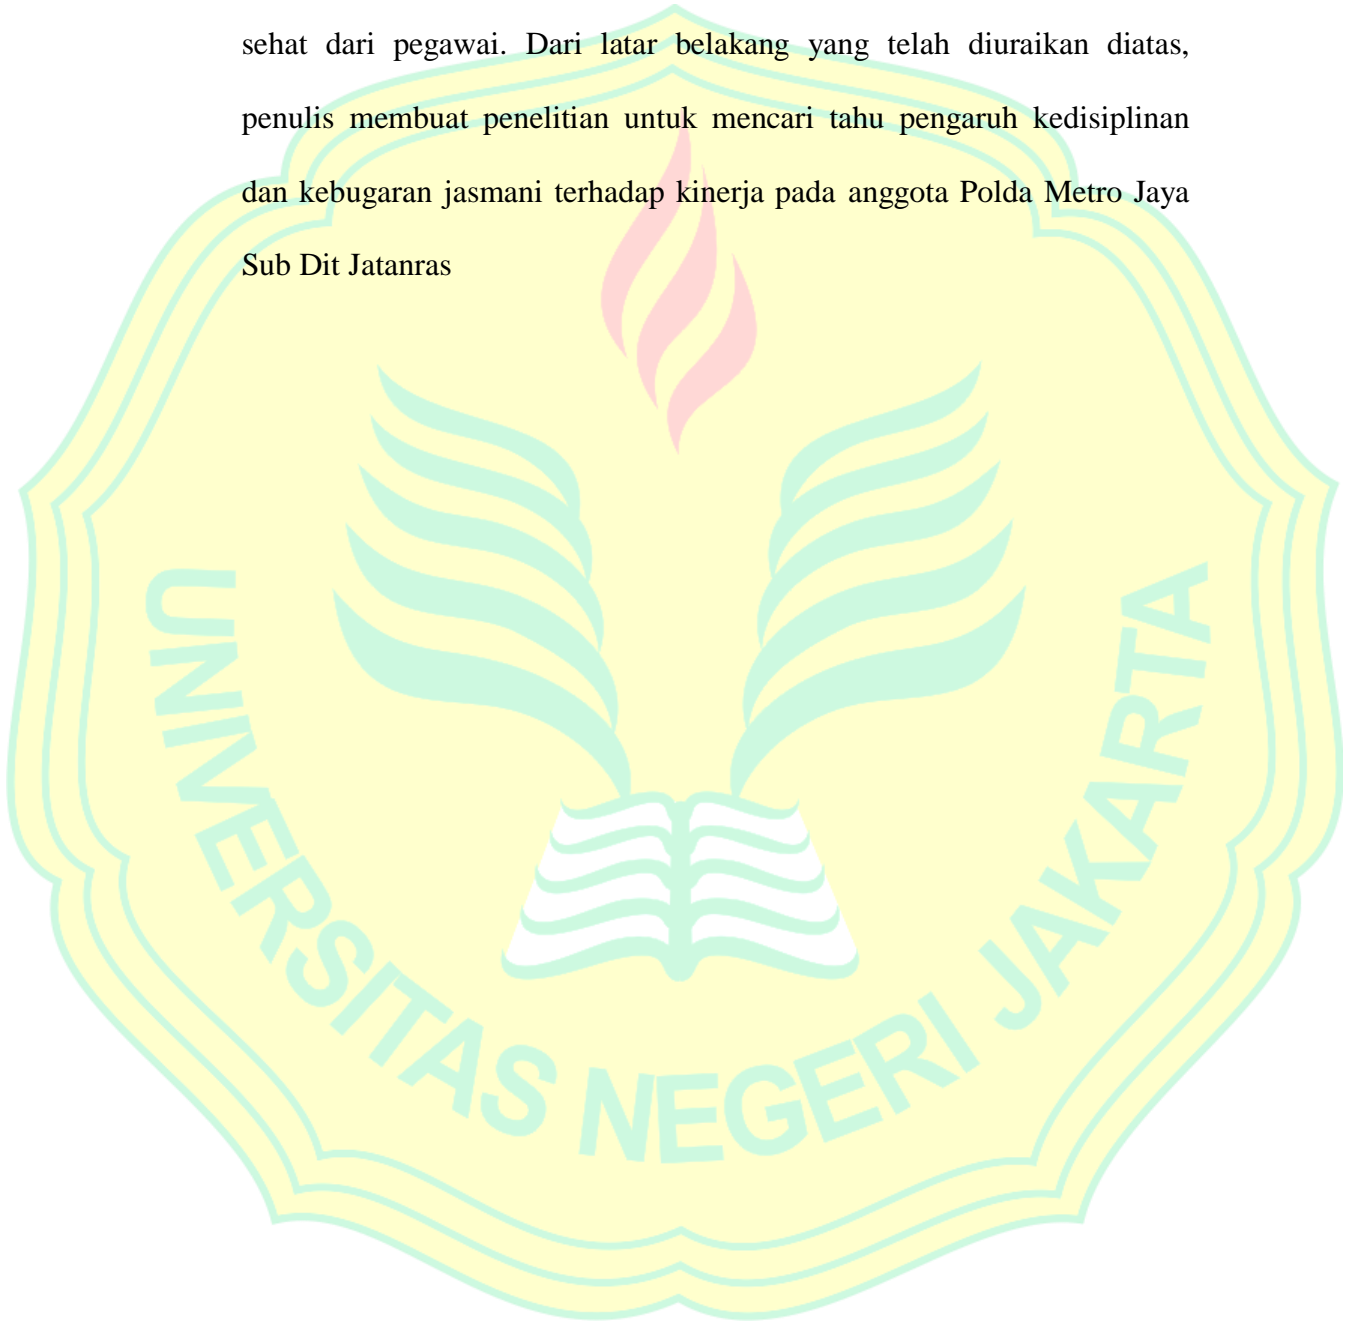 sehat dari pegawai. Dari latar belakang yang telah diuraikan diatas,
penulis membuat penelitian untuk mencari tahu pengaruh kedisiplinan
dan kebugaran jasmani terhadap kinerja pada anggota Polda Metro Jaya
Sub Dit Jatanras
UNIVERSITAS NEGERI JAKARTA